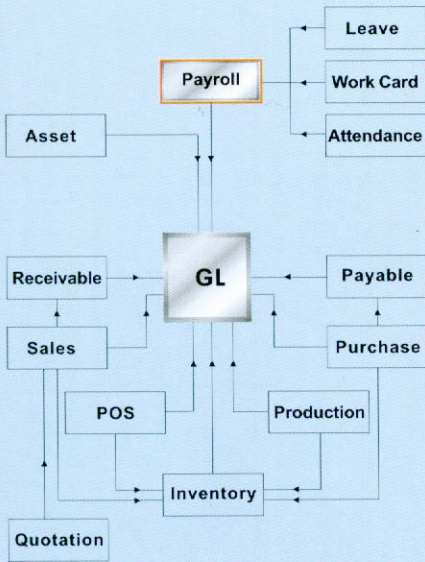 Leave
Payroll
Work Card
Asset
Attendance
Receivable
GL
Payable
Sales
Purchase
POS
Production
Inventory
Quotation